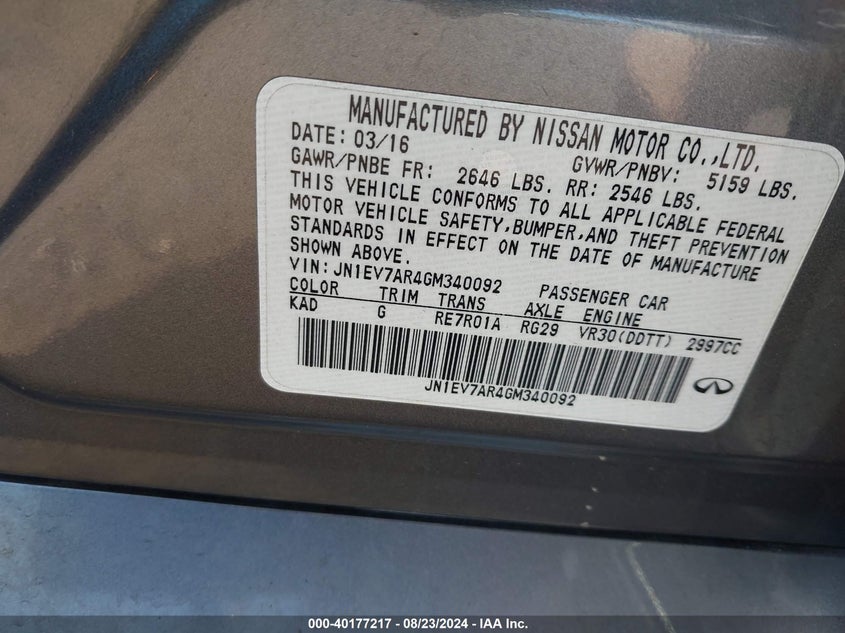 MANUFACTURED BY NISSAN MOTOR CO.,LTD.
DATE: 03/16 GVWR/PNBV: 5159 LBS.
GAWR/PNBE FR: 2646 LBS. RR: 2546 LBS.
THIS VEHICLE CONFORMS TO ALL APPLICABLE FEDERAL
MOTOR VEHICLE SAFETY,BUMPER,AND THEFT PREVENTION
STANDARDS IN EFFECT ON THE DATE OF MANUFACTURE
SHOWN ABOVE.
VIN:JN1EV7AR4GM340092 PASSENGER CAR
COLOR TRIM TRANS AXLE ENGINE
KAD G RE7R01A RG29 VR30(DDTT) 2997CC
JN1EV7AR4GM340092
000-40177217 - 08/23/2024 - IAA Inc.